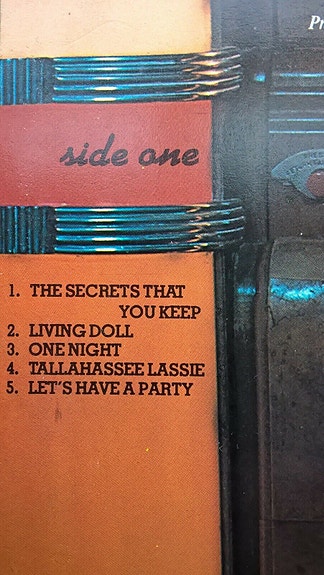 side one
1. THE SECRETS THAT
YOU KEEP
2. LIVING DOLL
3. ONE NIGHT
4. TALLAHASSEE LASSIE
5. LET'S HAVE A PARTY